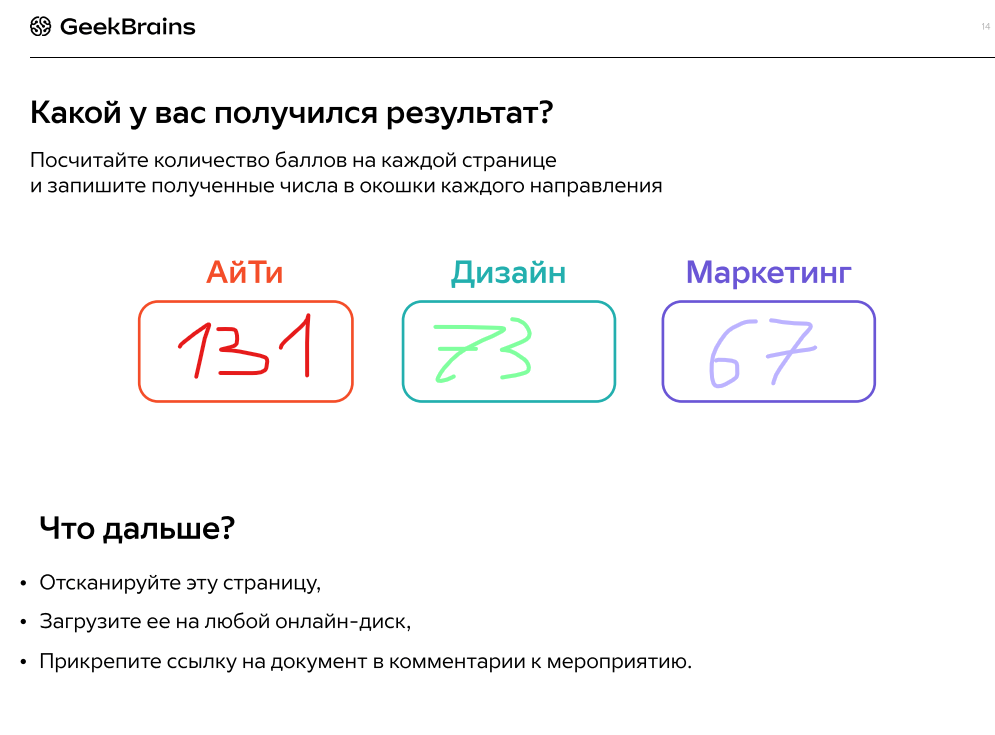 GeekBrains
14
Какой у вас получился результат?
Посчитайте количество баллов на каждой странице
и запишите полученные числа в окошки каждого направления
АйТи Дизайн Маркетинг
131 73 67
Что дальше?
• Отсканируйте эту страницу,
• Загрузите ее на любой онлайн-диск,
• Прикрепите ссылку на документ в комментарии к мероприятию.